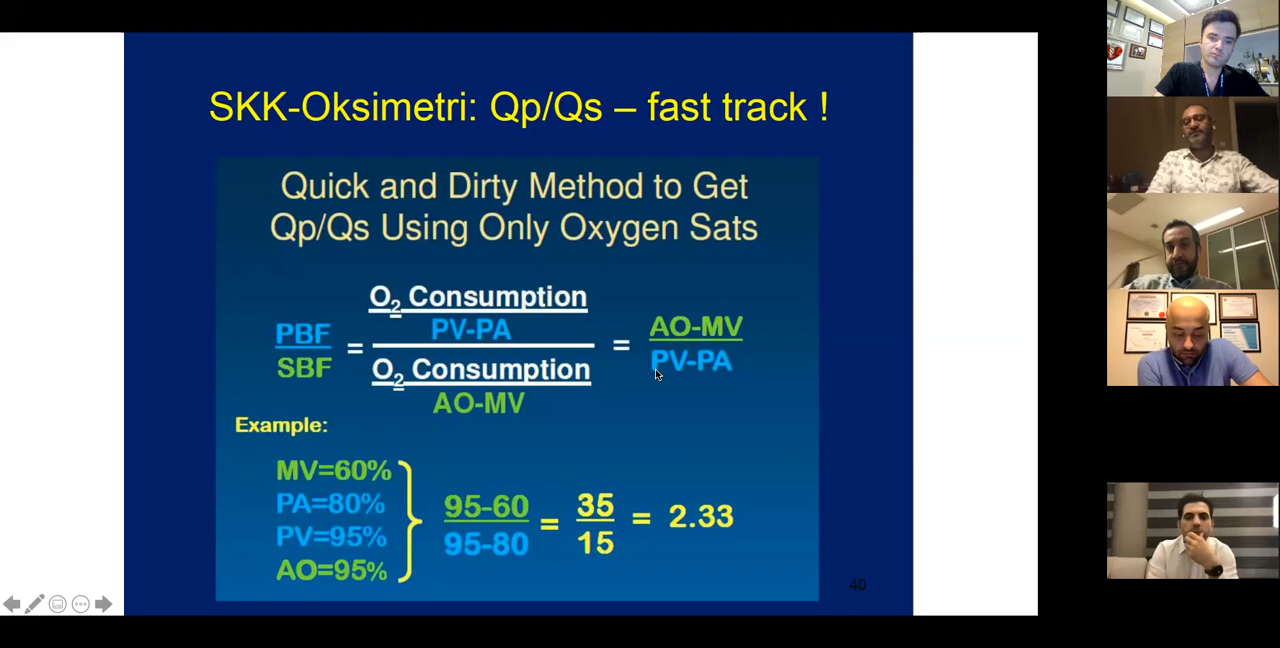 SKK-Oksimetri: Qp/Qs – fast track !
Quick and Dirty Method to Get
Qp/Qs Using Only Oxygen Sats
PBF
SBF
=
O2 Consumption
PV-PA
O2 Consumption
AO-MV
=
AO-MV
PV-PA
Example:
MV=60%
PA=80%
PV=95%
AO=95%
95-60
95-80
=
35
15
= 2.33
40